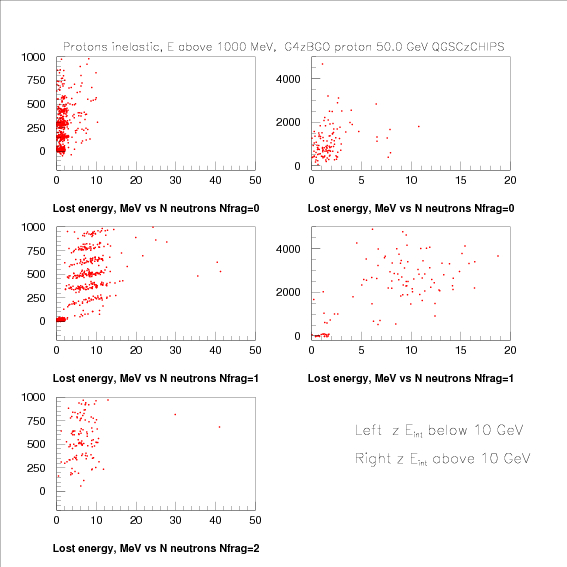 Protons inelastic, E above 1000 MeV, G4zBGO proton 50.0 GeV QGSCzCHIPS
1000
750
500
250
0
0 10 20 30 40 50
Lost energy, MeV vs N neutrons Nfrag=0
4000
2000
0
0 5 10 15 20
Lost energy, MeV vs N neutrons Nfrag=0
1000
750
500
250
0
0 10 20 30 40 50
Lost energy, MeV vs N neutrons Nfrag=1
4000
2000
0
0 5 10 15 20
Lost energy, MeV vs N neutrons Nfrag=1
1000
750
500
250
0
0 10 20 30 40 50
Lost energy, MeV vs N neutrons Nfrag=2
Left z Eint below 10 GeV
Right z Eint above 10 GeV